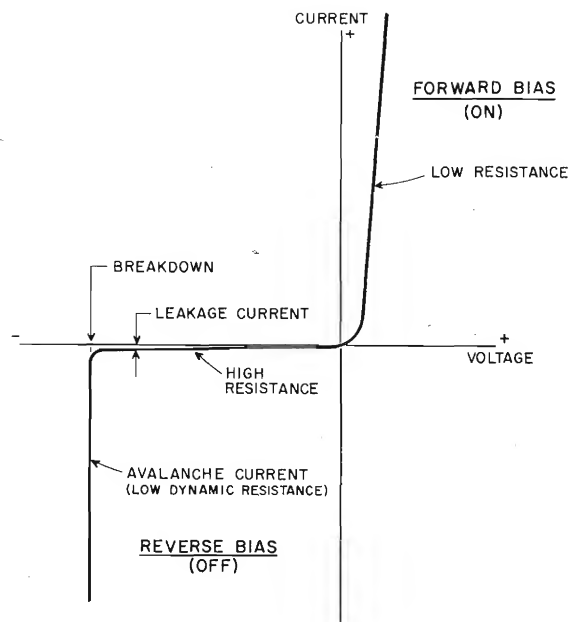 CURRENT
+
FORWARD BIAS
(ON)
LOW RESISTANCE
BREAKDOWN
LEAKAGE CURRENT
-
+
VOLTAGE
HIGH
RESISTANCE
AVALANCHE CURRENT
(LOW DYNAMIC RESISTANCE)
REVERSE BIAS
(OFF)